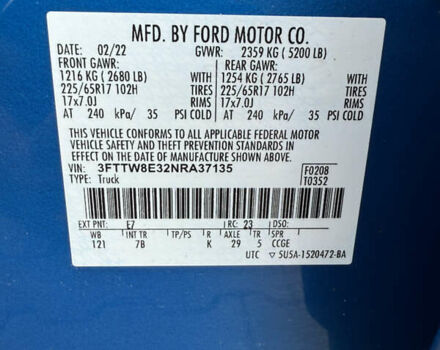 MFD. BY FORD MOTOR CO.
DATE: 02/22 GVWR: 2359 KG ( 5200 LB)
FRONT GAWR: REAR GAWR:
1216 KG ( 2680 LB) WITH 1254 KG ( 2765 LB) WITH
225/65R17 102H TIRES 225/65R17 102H TIRES
17x7.0J RIMS 17x7.0J RIMS
AT 240 kPa/ 35 PSI COLD AT 240 kPa/ 35 PSI COLD
THIS VEHICLE CONFORMS TO ALL APPLICABLE FEDERAL MOTOR
VEHICLE SAFETY AND THEFT PREVENTION STANDARDS IN EFFECT
ON THE DATE OF MANUFACTURE SHOWN ABOVE.
VIN: 3FTTW8E32NRA37135 F0208
TYPE: Truck T0352
EXT PNT: E7 RC: 23 DSO:
WB INT TR TP/PS R AXLE TR SPR
121 7B K 29 5 CCGE
UTC ▽5U5A-1520472-BA